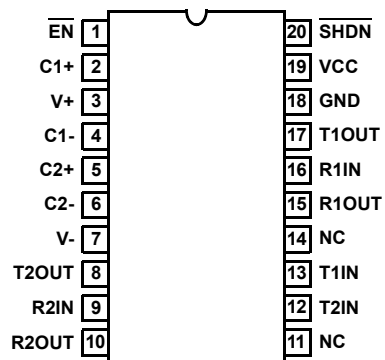 EN 1 20 SHDN
C1+ 2 19 VCC
V+ 3 18 GND
C1- 4 17 T1OUT
C2+ 5 16 R1IN
C2- 6 15 R1OUT
V- 7 14 NC
T2OUT 8 13 T1IN
R2IN 9 12 T2IN
R2OUT 10 11 NC